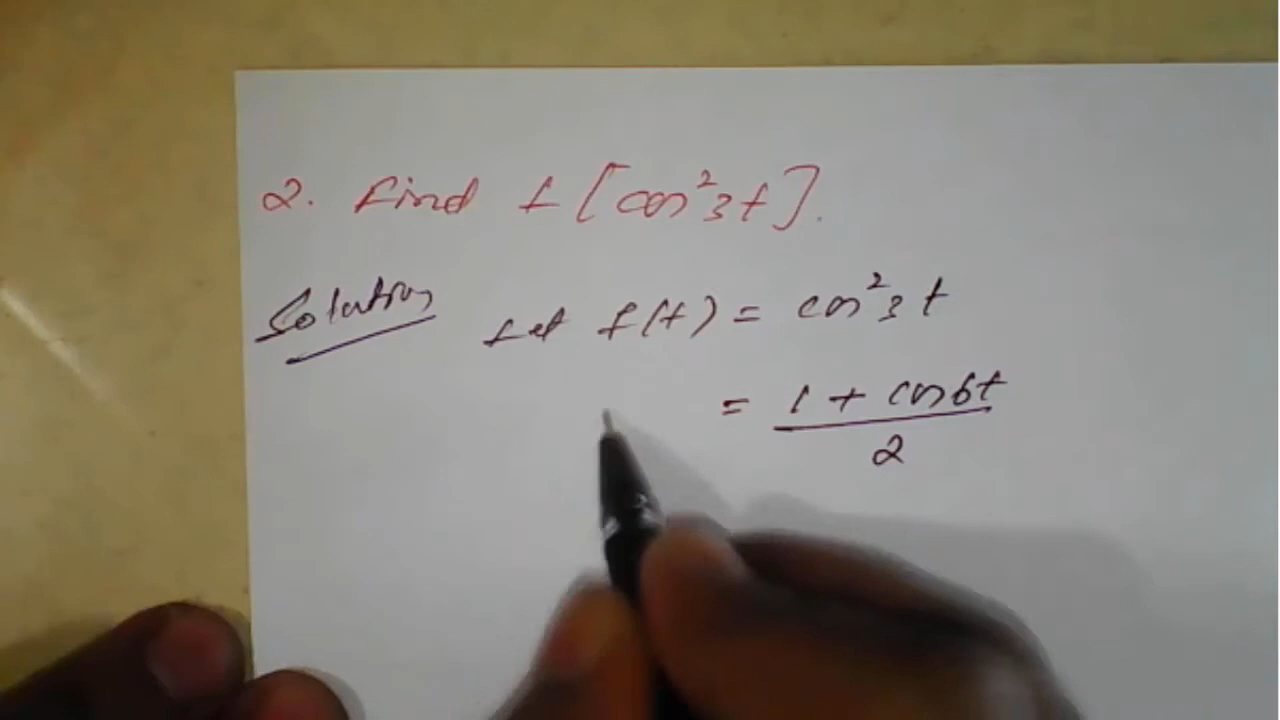 2. Find L[cos²3t].
Solution Let f(t) = cos²3t
= 1 + cos6t
2